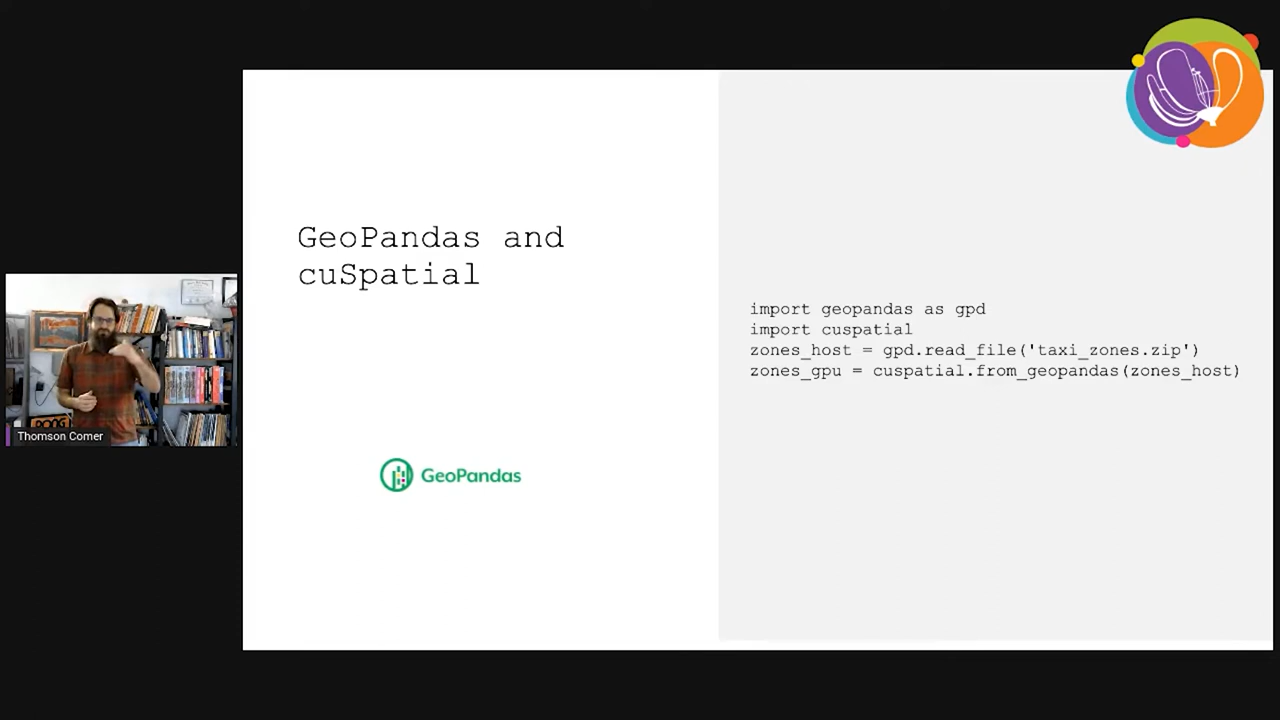 GeoPandas and
cuSpatial
import geopandas as gpd
import cuspatial
zones_host = gpd.read_file('taxi_zones.zip')
zones_gpu = cuspatial.from_geopandas(zones_host)
Thomson Comer
GeoPandas